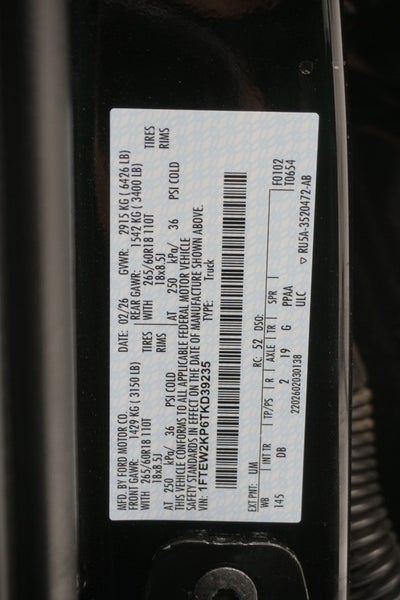 MFD. BY FORD MOTOR CO. DATE: 02/26 GVWR: 2915 KG ( 6426 LB)
FRONT GAWR: 1429 KG ( 3150 LB) REAR GAWR: 1542 KG ( 3400 LB)
WITH 265/60R18 110T TIRES WITH 265/60R18 110T TIRES
18x8.5J RIMS 18x8.5J RIMS
AT 250 kPa/ 36 PSI COLD AT 250 kPa/ 36 PSI COLD
THIS VEHICLE CONFORMS TO ALL APPLICABLE FEDERAL MOTOR VEHICLE
SAFETY AND THEFT PREVENTION STANDARDS IN EFFECT ON THE DATE OF MANUFACTURE SHOWN ABOVE.
VIN: 1FTEW2KP6TKD39235 TYPE: Truck
F0102
T0654
EXT PNT: UM RC: 52 DSO:
WB INT TR TP/PS R AXLE TR SPR
145 DB 2 19 G PPAA
ULC
2202602030138 ▽ RU5A-3520472-AB